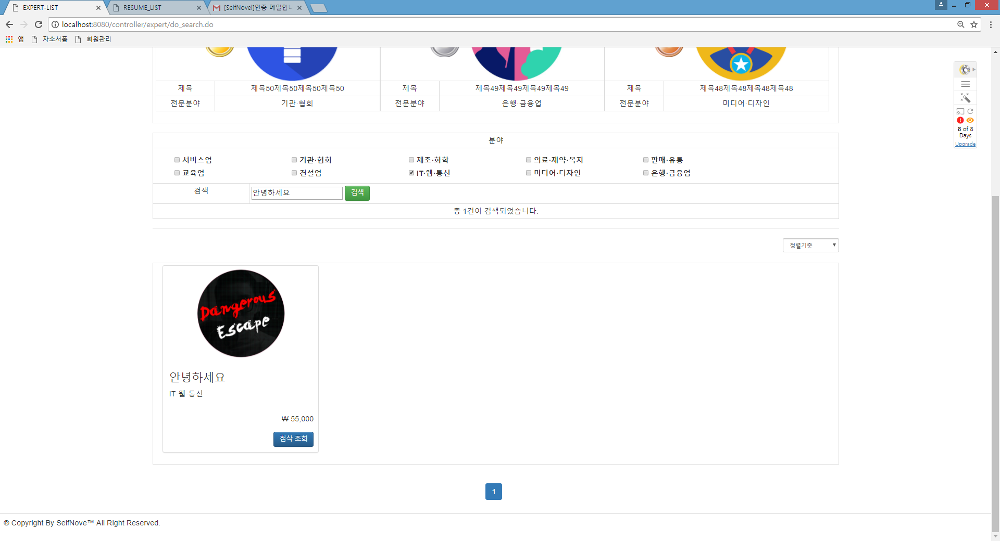 EXPERT-LIST
RESUME_LIST
[SelfNovel]인증 메일입
localhost:8080/controller/expert/do_search.do
앱 자소서폼 회원관리
제목 제목50제목50제목50제목50 제목 제목49제목49제목49제목49 제목 제목48제목48제목48제목48
전문분야 기관·협회 전문분야 은행·금융업 전문분야 미디어·디자인
8 of 8
Days
Upgrade
분야
서비스업 기관·협회 제조·화학 의료·제약·복지 판매·유통
교육업 건설업 IT·웹·통신 미디어·디자인 은행·금융업
검색 안녕하세요 검색
총 1건이 검색되었습니다.
정렬기준
Dangerous
Escape
안녕하세요
IT·웹·통신
₩ 55,000
첨삭 조회
1
® Copyright By SelfNove™ All Right Reserved.